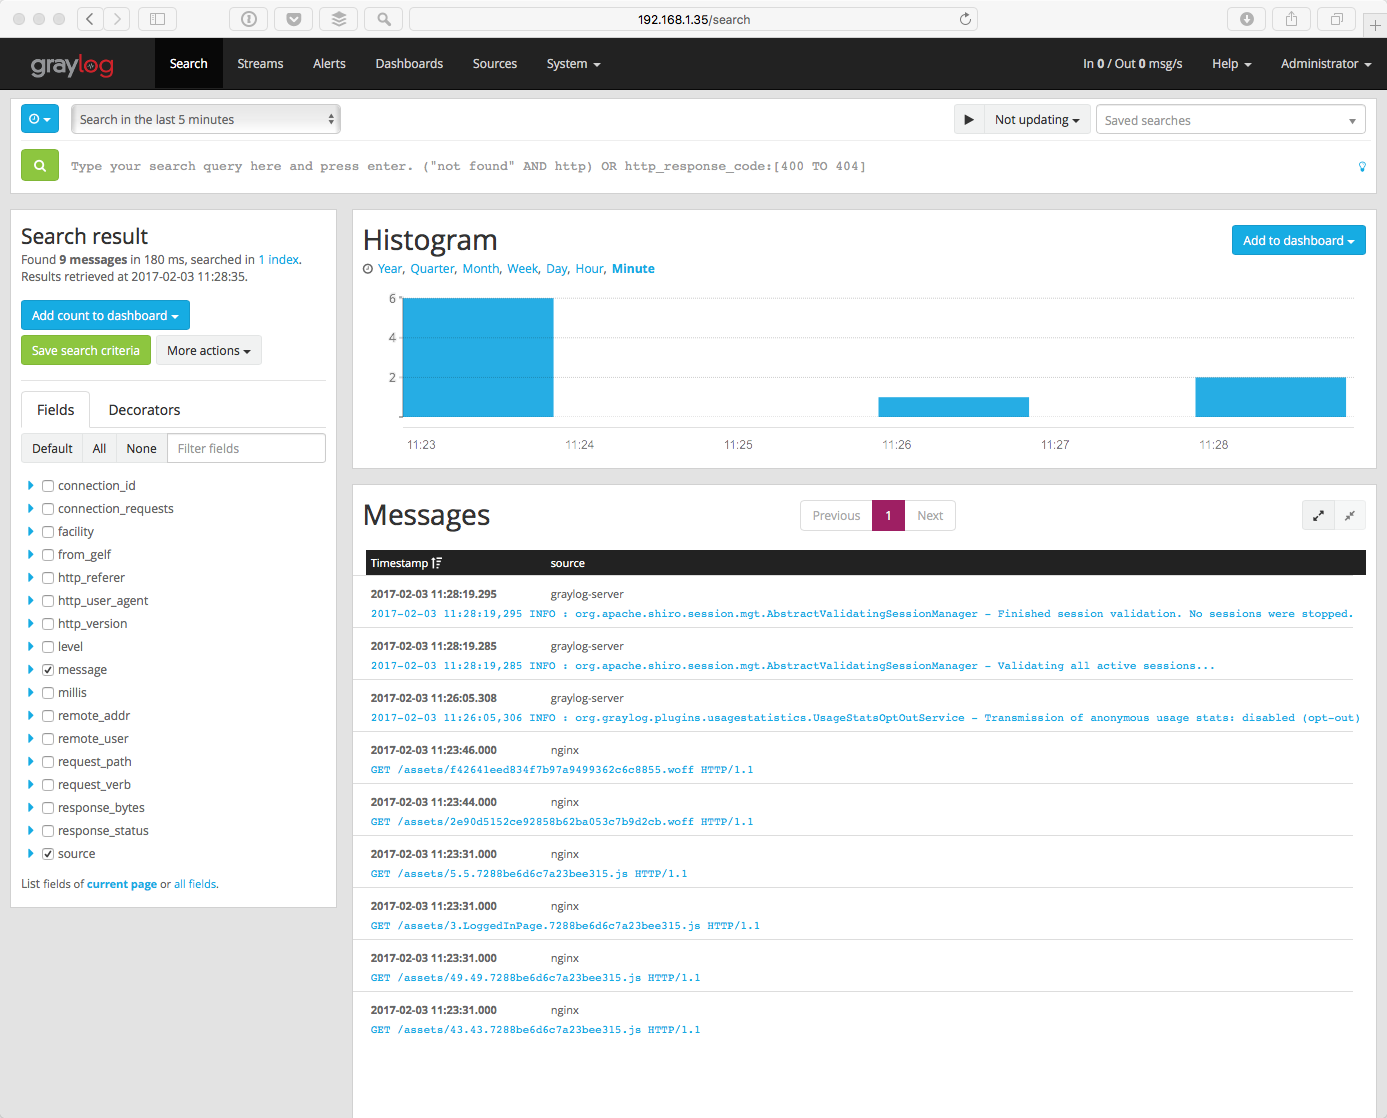 192.168.1.35/search
graylog Search Streams Alerts Dashboards Sources System In 0 / Out 0 msg/s Help Administrator
Search in the last 5 minutes Not updating Saved searches
Type your search query here and press enter. ("not found" AND http) OR http_response_code:[400 TO 404]
Search result
Found 9 messages in 180 ms, searched in 1 index.
Results retrieved at 2017-02-03 11:28:35.
Add count to dashboard
Save search criteria More actions
Fields Decorators
Default All None Filter fields
connection_id
connection_requests
facility
from_gelf
http_referer
http_user_agent
http_version
level
message
millis
remote_addr
remote_user
request_path
request_verb
response_bytes
response_status
source
List fields of current page or all fields.
Histogram Add to dashboard
Year, Quarter, Month, Week, Day, Hour, Minute
6
4
2
11:23 11:24 11:25 11:26 11:27 11:28
Messages Previous 1 Next
Timestamp source
2017-02-03 11:28:19.295 graylog-server
2017-02-03 11:28:19,295 INFO : org.apache.shiro.session.mgt.AbstractValidatingSessionManager - Finished session validation. No sessions were stopped.
2017-02-03 11:28:19.285 graylog-server
2017-02-03 11:28:19,285 INFO : org.apache.shiro.session.mgt.AbstractValidatingSessionManager - Validating all active sessions...
2017-02-03 11:26:05.308 graylog-server
2017-02-03 11:26:05,306 INFO : org.graylog.plugins.usagestatistics.UsageStatsOptOutService - Transmission of anonymous usage stats: disabled (opt-out)
2017-02-03 11:23:46.000 nginx
GET /assets/f42641eed834f7b97a9499362c6c8855.woff HTTP/1.1
2017-02-03 11:23:44.000 nginx
GET /assets/2e90d5152ce92858b62ba053c7b9d2cb.woff HTTP/1.1
2017-02-03 11:23:31.000 nginx
GET /assets/5.5.7288be6d6c7a23bee315.js HTTP/1.1
2017-02-03 11:23:31.000 nginx
GET /assets/3.LoggedInPage.7288be6d6c7a23bee315.js HTTP/1.1
2017-02-03 11:23:31.000 nginx
GET /assets/49.49.7288be6d6c7a23bee315.js HTTP/1.1
2017-02-03 11:23:31.000 nginx
GET /assets/43.43.7288be6d6c7a23bee315.js HTTP/1.1